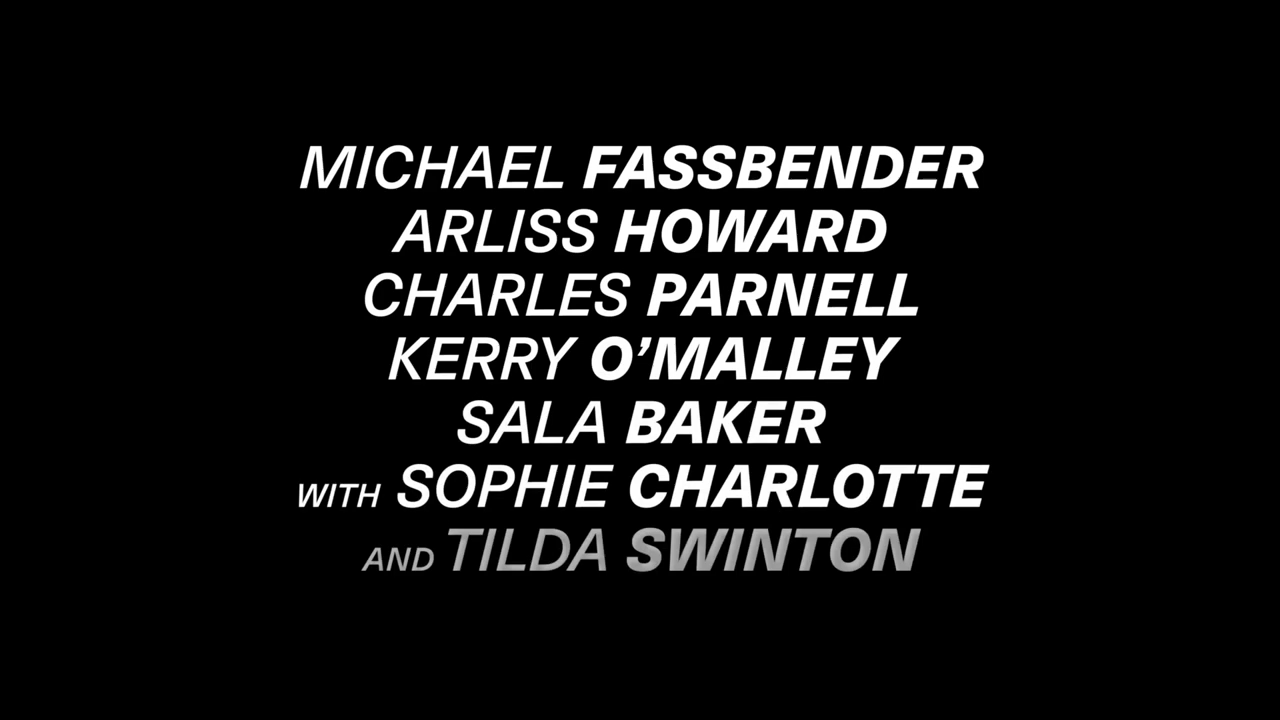 MICHAEL FASSBENDER
ARLISS HOWARD
CHARLES PARNELL
KERRY O’MALLEY
SALA BAKER
WITH SOPHIE CHARLOTTE
AND TILDA SWINTON